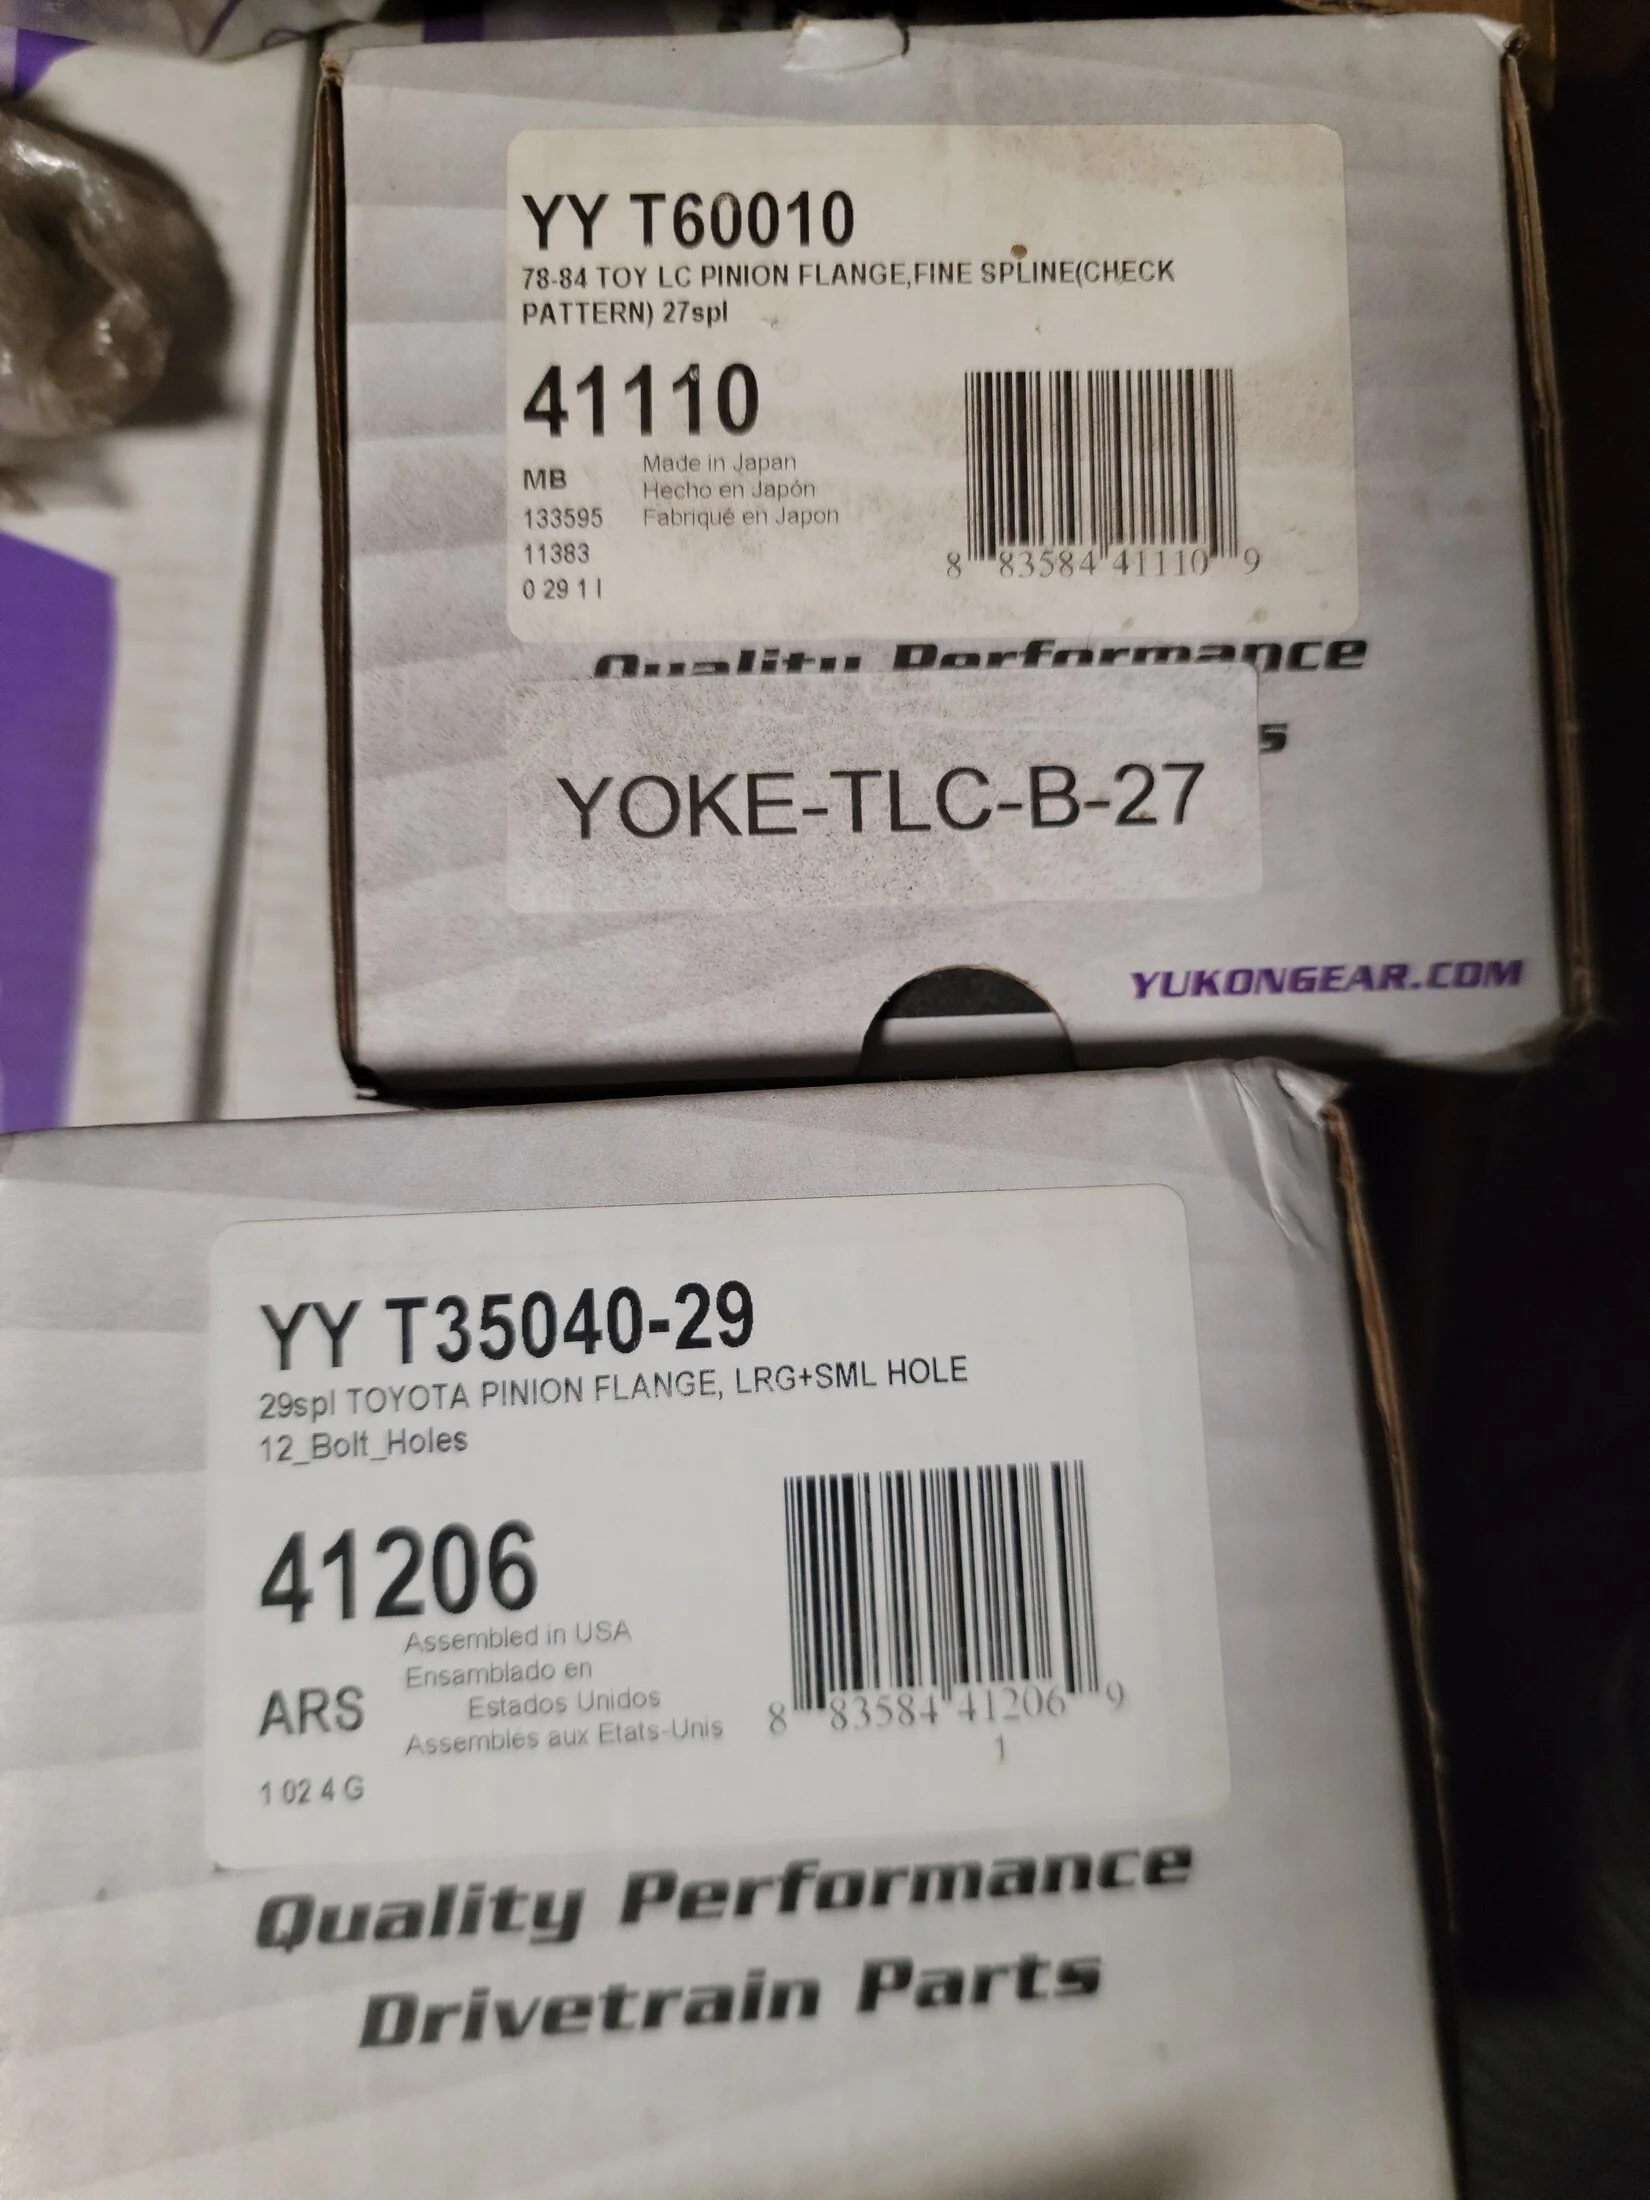 YY T60010
78-84 TOY LC PINION FLANGE,FINE SPLINE(CHECK
PATTERN) 27spl
41110
MB
133595
11383
0 29 1 I
Made in Japan
Hecho en Japón
Fabriqué en Japon
8 83584 41110 9
Quality Performance
s
YOKE-TLC-B-27
YUKONGEAR.COM
YY T35040-29
29spl TOYOTA PINION FLANGE, LRG+SML HOLE
12_Bolt_Holes
41206
Assembled in USA
Ensamblado en
Estados Unidos
Assemblés aux Etats-Unis
ARS
1 02 4 G
8 83584 41206 9
1
Quality Performance
Drivetrain Parts